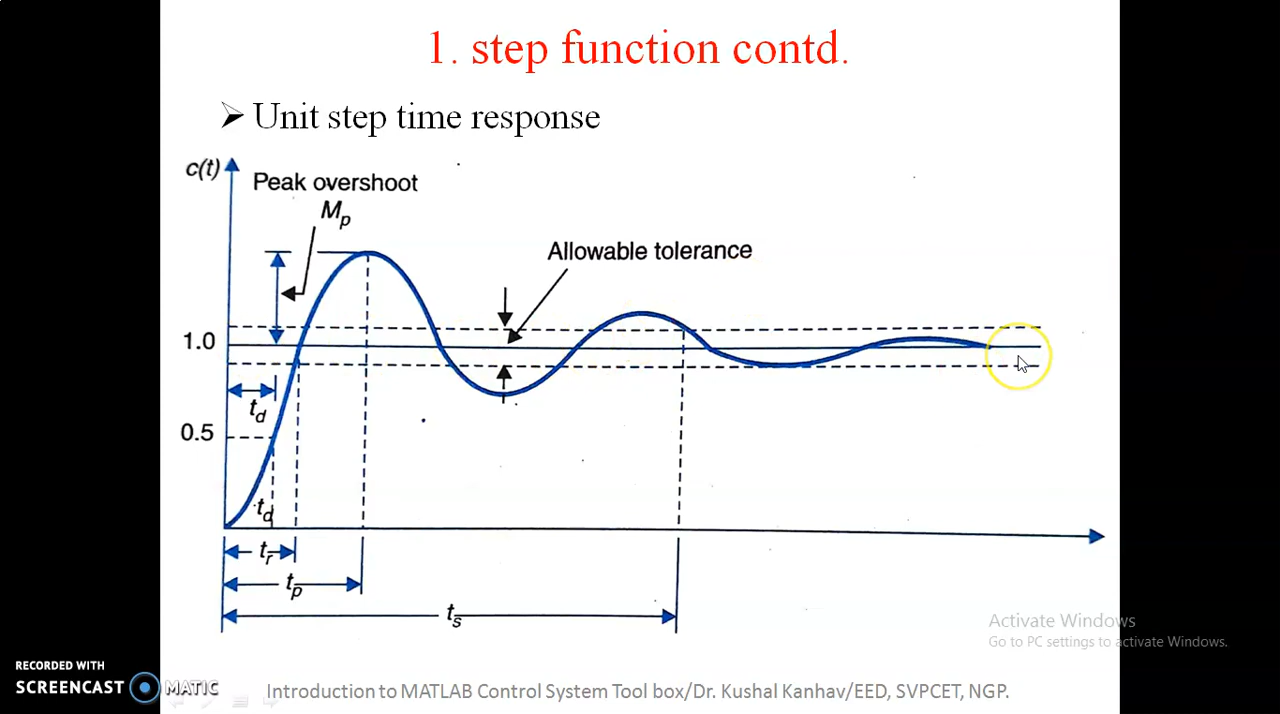 1. step function contd.
➢ Unit step time response
c(t)
Peak overshoot
Mp
Allowable tolerance
1.0
td
0.5
td
tr
tp
ts
Activate Windows
Go to PC settings to activate Windows.
RECORDED WITH
SCREENCAST MATIC
Introduction to MATLAB Control System Tool box/Dr. Kushal Kanhav/EED, SVPCET, NGP.